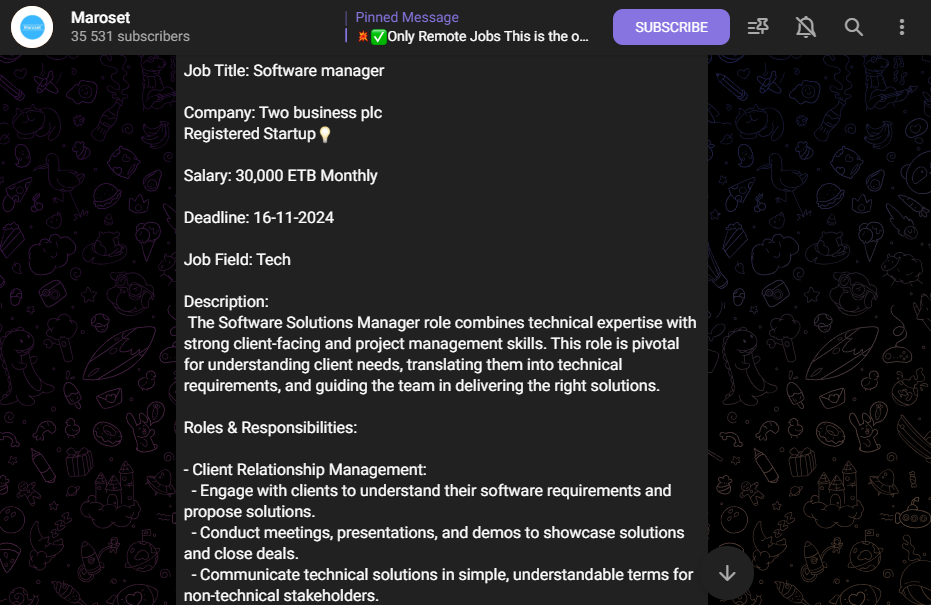 Maroset
35 531 subscribers
Pinned Message
💥✅Only Remote Jobs This is the o...
SUBSCRIBE
Maroset
Job Title: Software manager
Company: Two business plc
Registered Startup💡
Salary: 30,000 ETB Monthly
Deadline: 16-11-2024
Job Field: Tech
Description:
The Software Solutions Manager role combines technical expertise with
strong client-facing and project management skills. This role is pivotal
for understanding client needs, translating them into technical
requirements, and guiding the team in delivering the right solutions.
Roles & Responsibilities:
- Client Relationship Management:
- Engage with clients to understand their software requirements and
propose solutions.
- Conduct meetings, presentations, and demos to showcase solutions
and close deals.
- Communicate technical solutions in simple, understandable terms for
non-technical stakeholders.